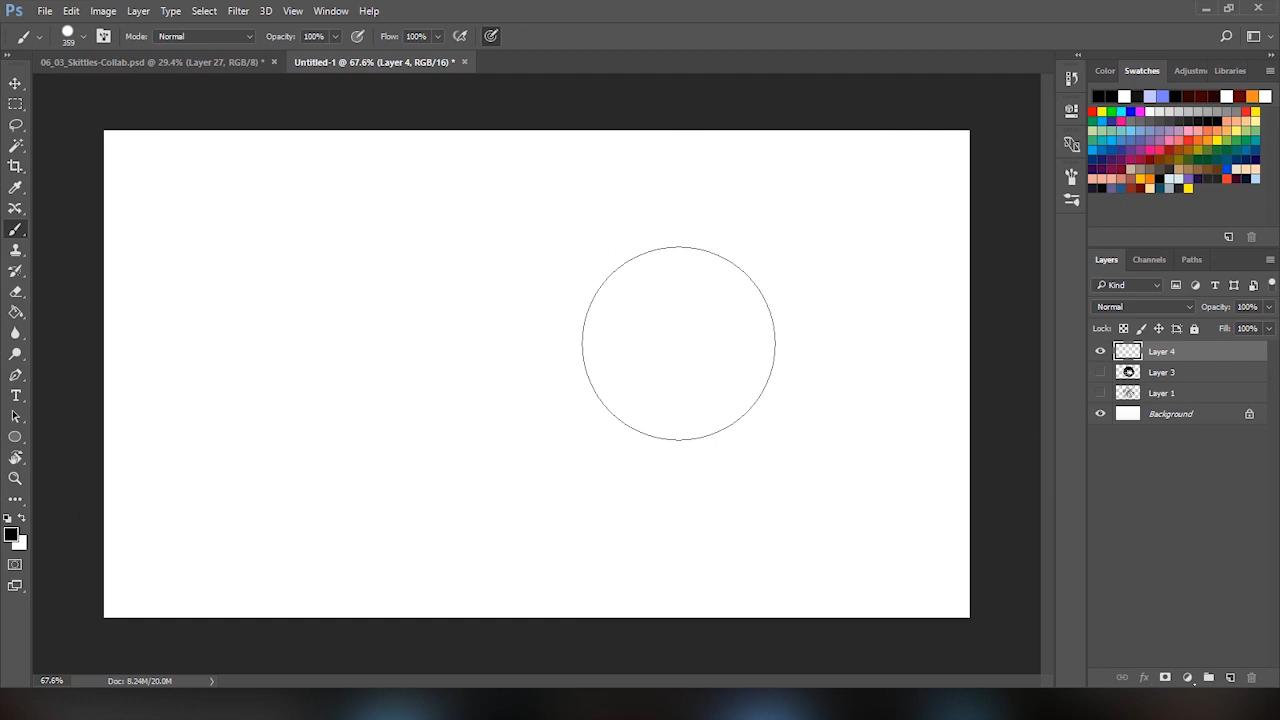 Ps File Edit Image Layer Type Select Filter 3D View Window Help
359 Mode: Normal Opacity: 100% Flow: 100%
06_03_Skittles-Collab.psd @ 29.4% (Layer 27, RGB/8) * × Untitled-1 @ 67.6% (Layer 4, RGB/16) * ×
Color Swatches Adjustm Libraries
Layers Channels Paths
Kind
Normal Opacity: 100%
Lock: Fill: 100%
Layer 4
Layer 3
Layer 1
Background
fx
67.6% Doc: 8.24M/20.0M